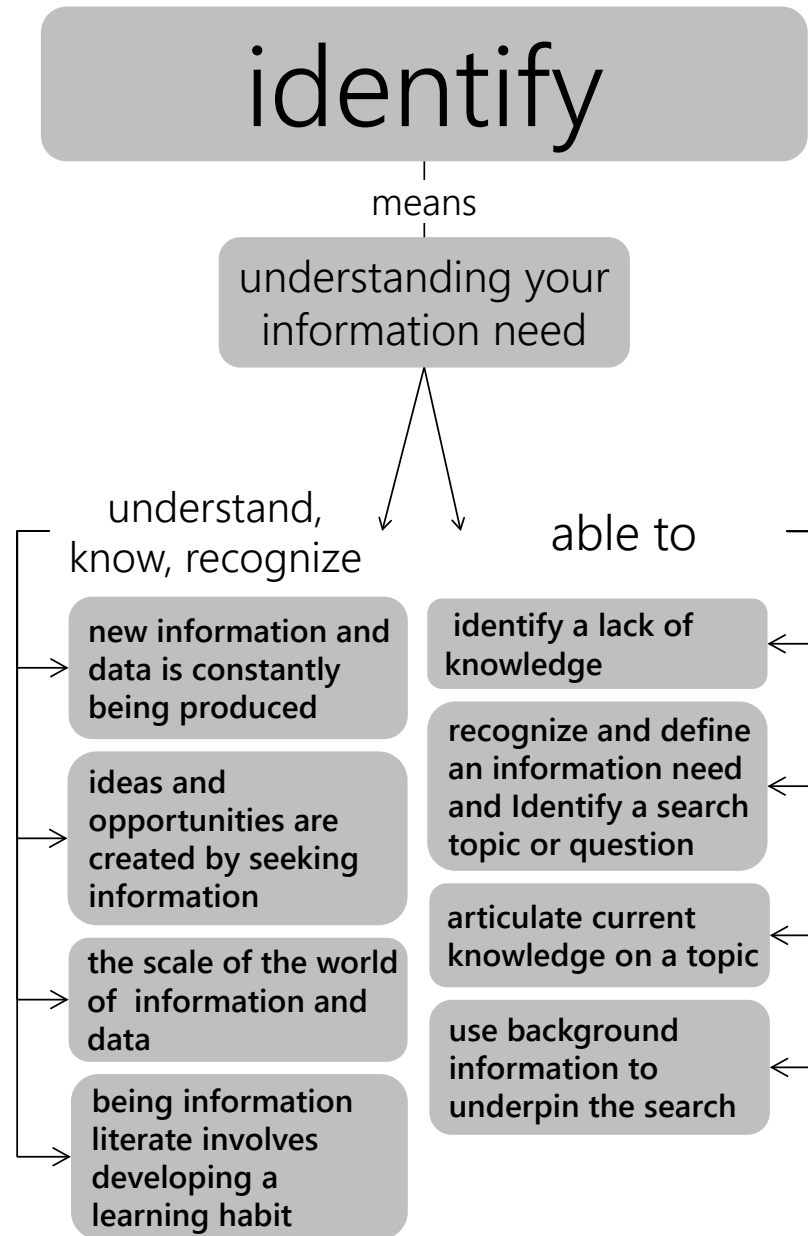 identify
means
understanding your
information need
understand,
know, recognize
new information and
data is constantly
being produced
ideas and
opportunities are
created by seeking
information
the scale of the world
of information and
data
being information
literate involves
developing a
learning habit
able to
identify a lack of
knowledge
recognize and define
an information need
and Identify a search
topic or question
articulate current
knowledge on a topic
use background
information to
underpin the search